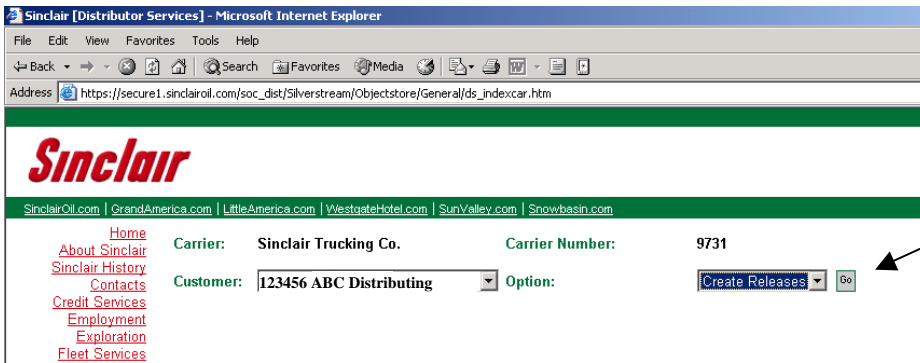 Sinclair [Distributor Services] - Microsoft Internet Explorer
File Edit View Favorites Tools Help
Back Search Favorites Media
Address https://secure1.sinclairoil.com/soc_dist/Silverstream/Objectstore/General/ds_indexcar.htm
Sinclair
SinclairOil.com | GrandAmerica.com | LittleAmerica.com | WestgateHotel.com | SunValley.com | Snowbasin.com
Home
About Sinclair
Sinclair History
Contacts
Credit Services
Employment
Exploration
Fleet Services
Carrier: Sinclair Trucking Co. Carrier Number: 9731
Customer: 123456 ABC Distributing Option: Create Releases Go